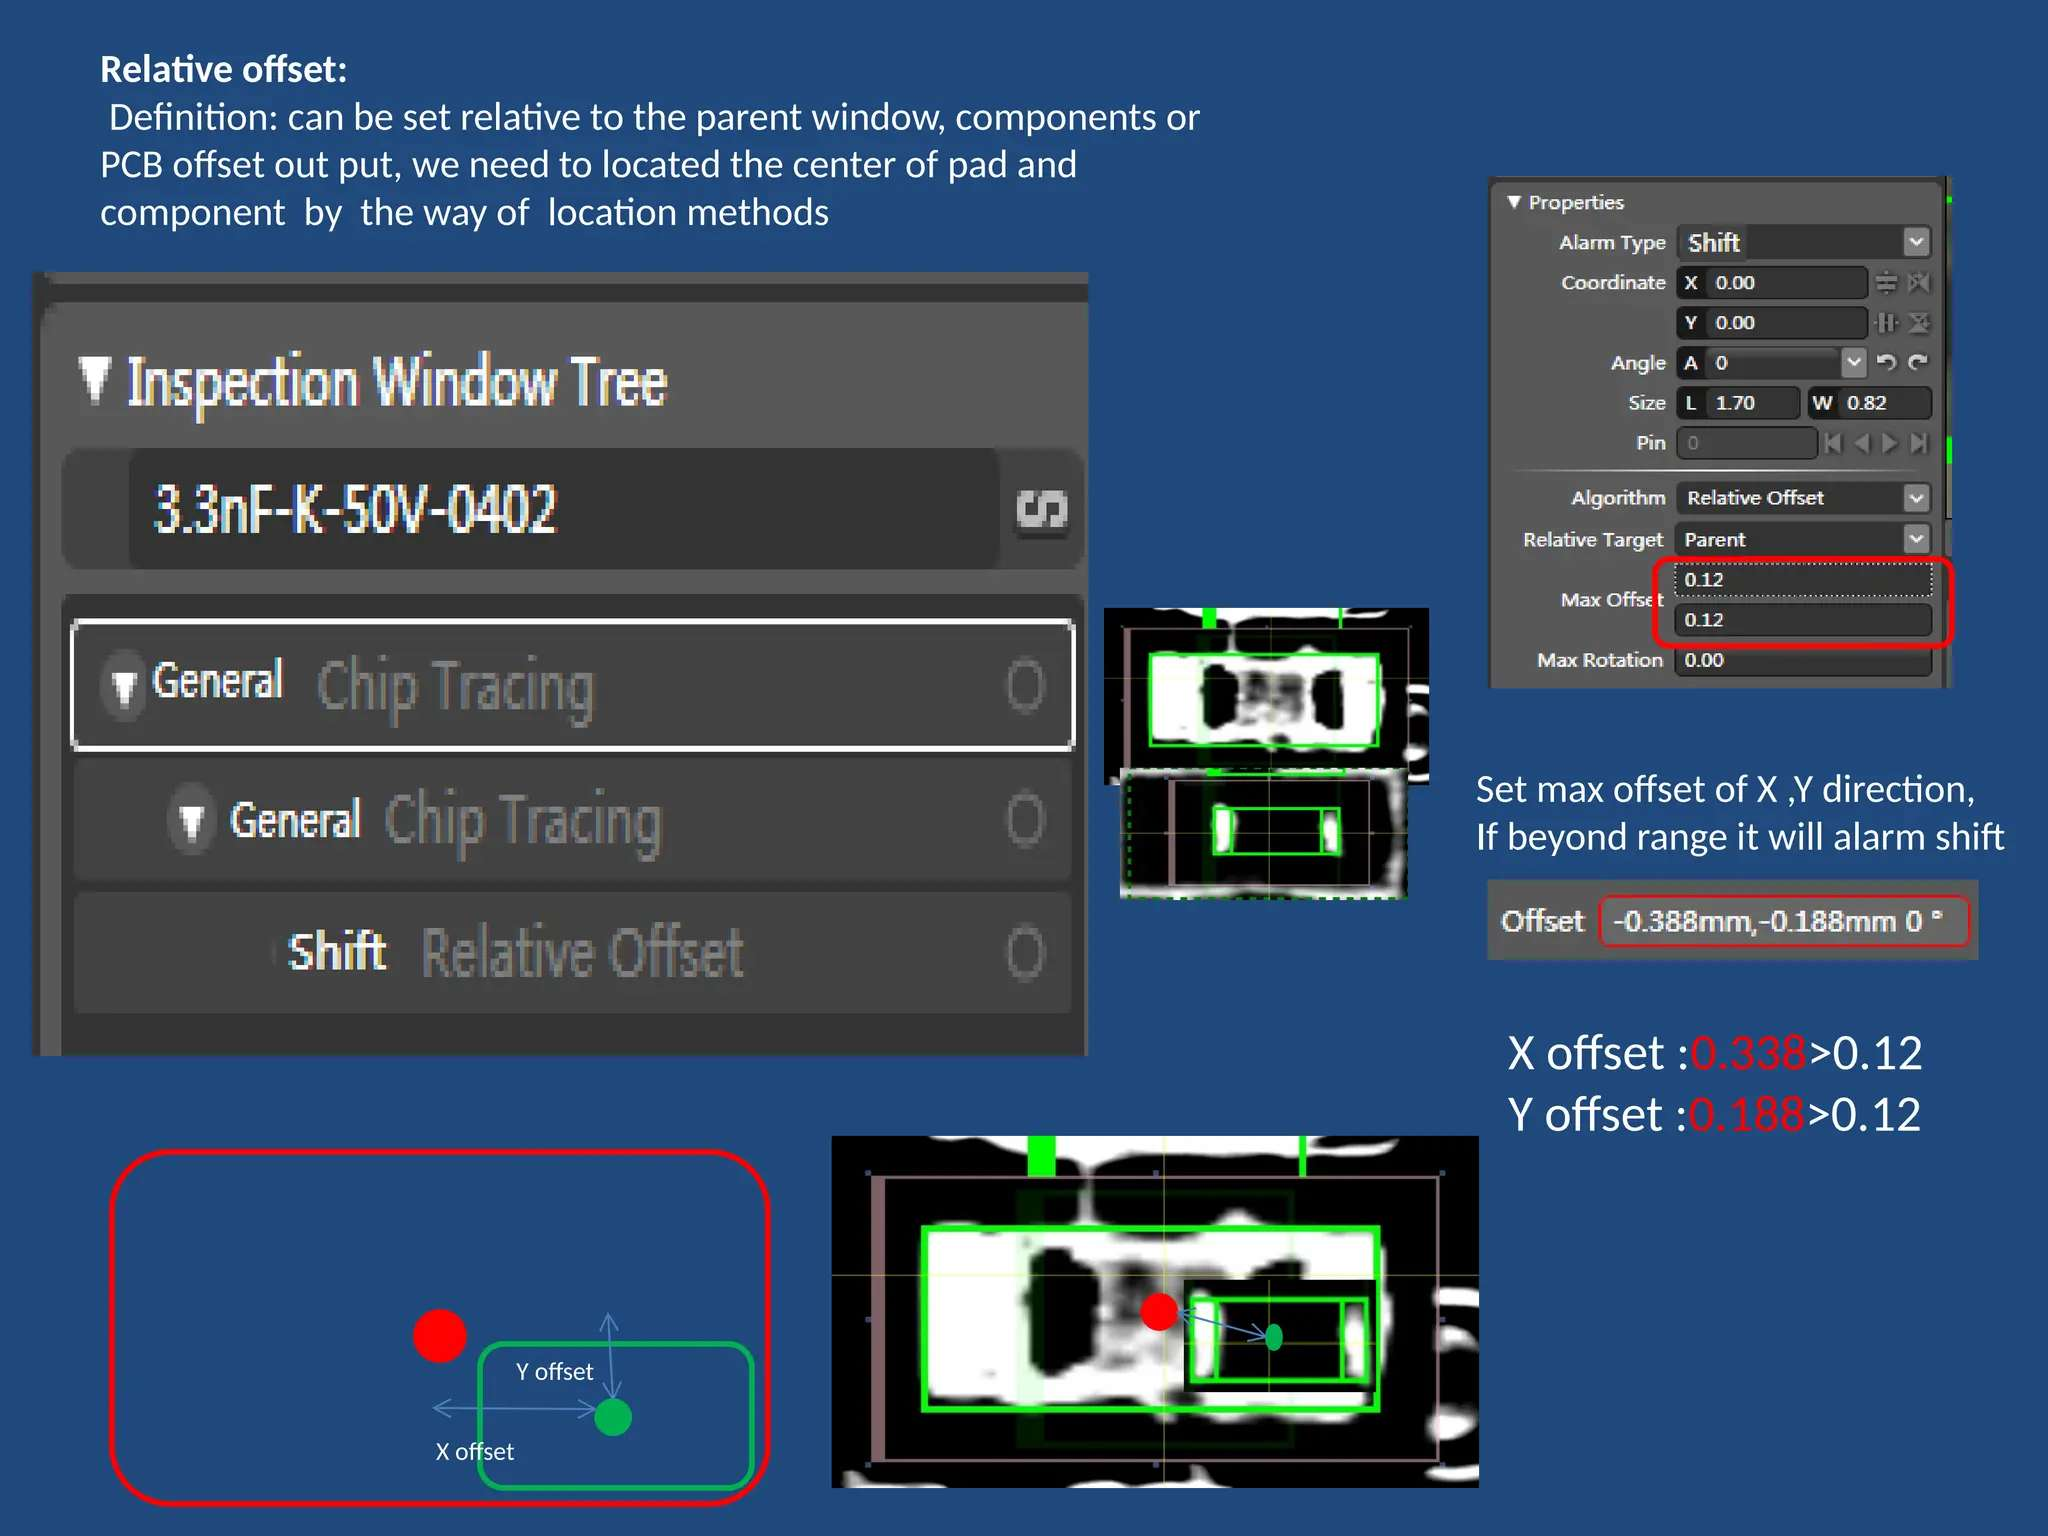 Relative offset:
Definition: can be set relative to the parent window, components or
PCB offset out put, we need to located the center of pad and
component  by  the way of  location methods
Inspection Window Tree
3.3nF-K-50V-0402
S
General Chip Tracing
General Chip Tracing
Shift Relative Offset
Properties
Alarm Type Shift
Coordinate X 0.00
Y 0.00
Angle A 0
Size L 1.70 W 0.82
Pin 0
Algorithm Relative Offset
Relative Target Parent
0.12
Max Offset
0.12
Max Rotation 0.00
Set max offset of X ,Y direction,
If beyond range it will alarm shift
Offset -0.388mm,-0.188mm 0 °
X offset :0.338>0.12
Y offset :0.188>0.12
Y offset
X offset